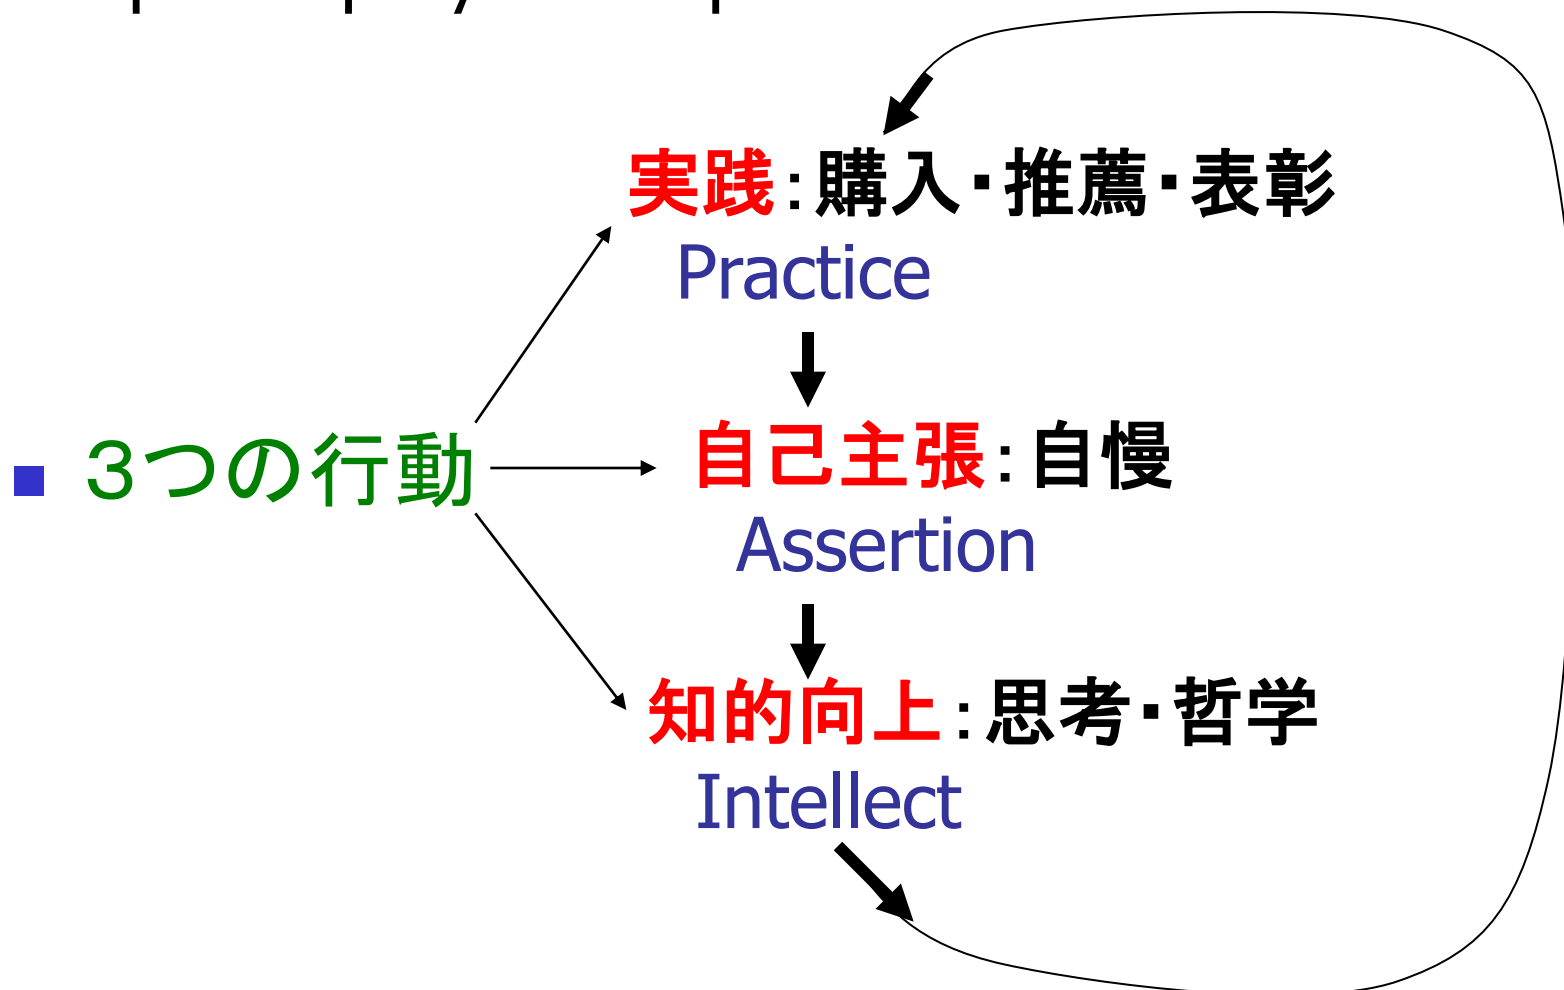 実践：購入・推薦・表彰
Practice
３つの行動
自己主張：自慢
Assertion
知的向上：思考・哲学
Intellect